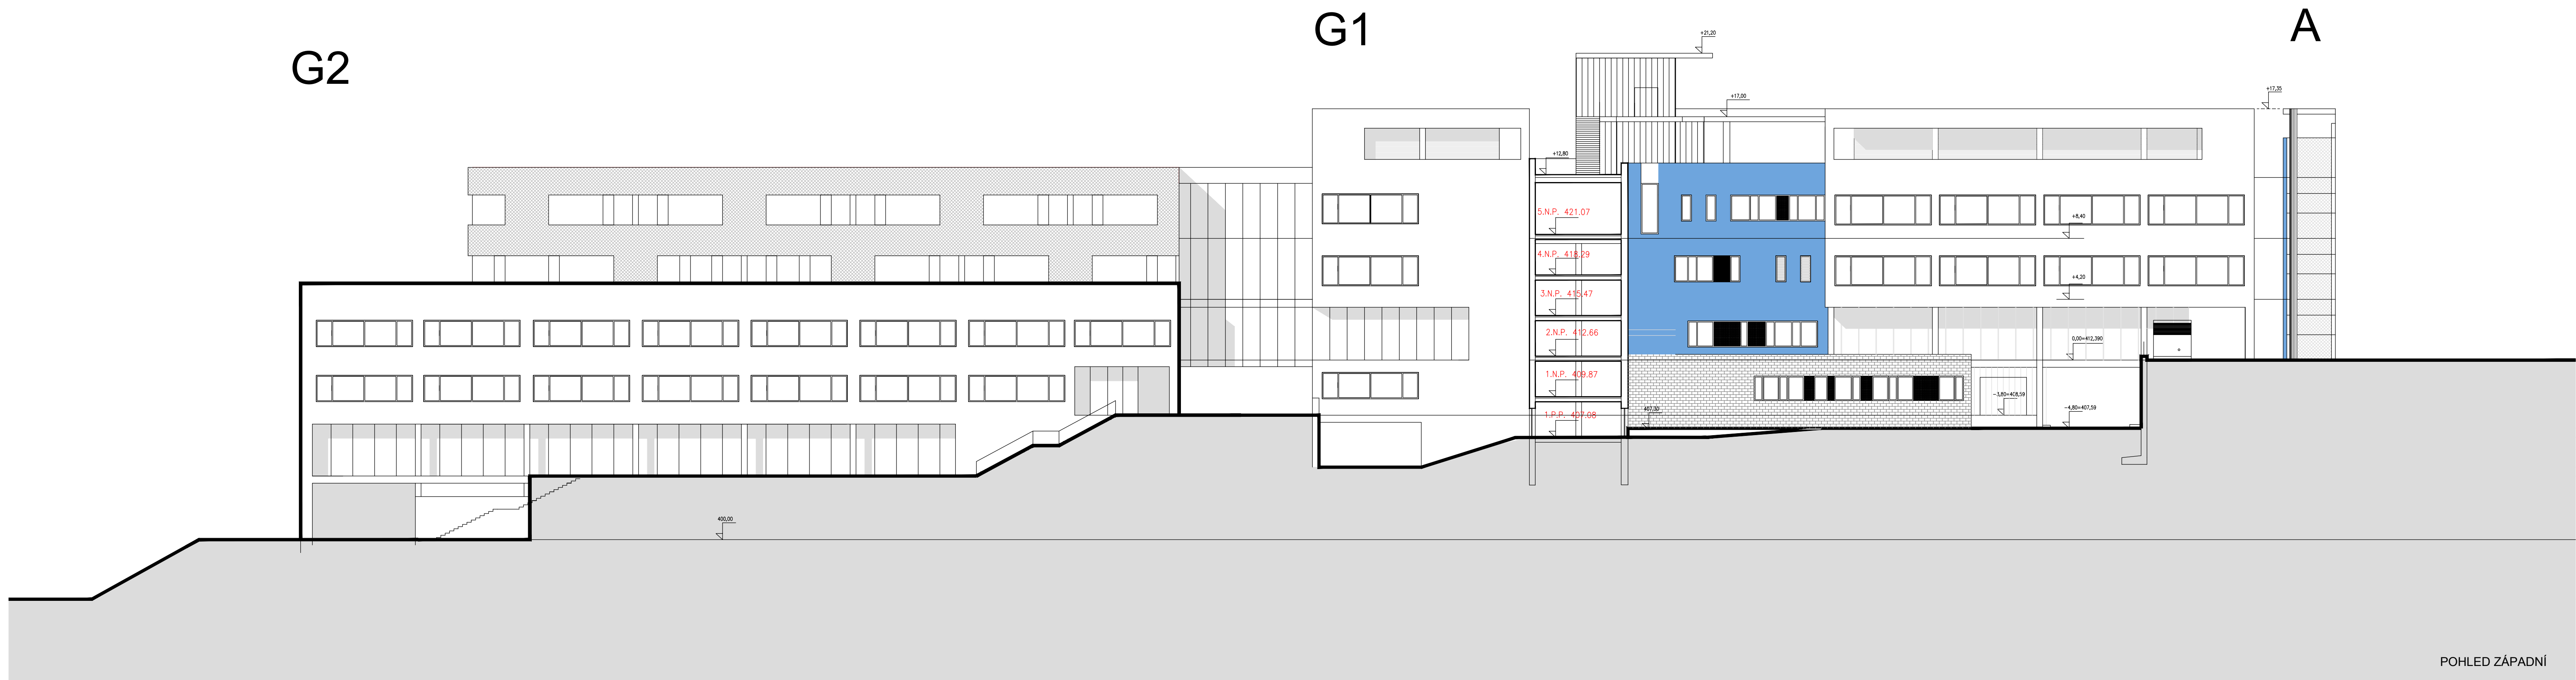 G2
G1
A
+21,20
+17,00
+17,35
+12,80
5.N.P. 421.07
+8,40
4.N.P. 418.29
+4,20
3.N.P. 415.47
2.N.P. 412.66
0,00=412,390
1.N.P. 409.87
-3,80=408,59
1.P.P. 407.08
407,30
-4,80=407,59
400,00
POHLED ZÁPADNÍ